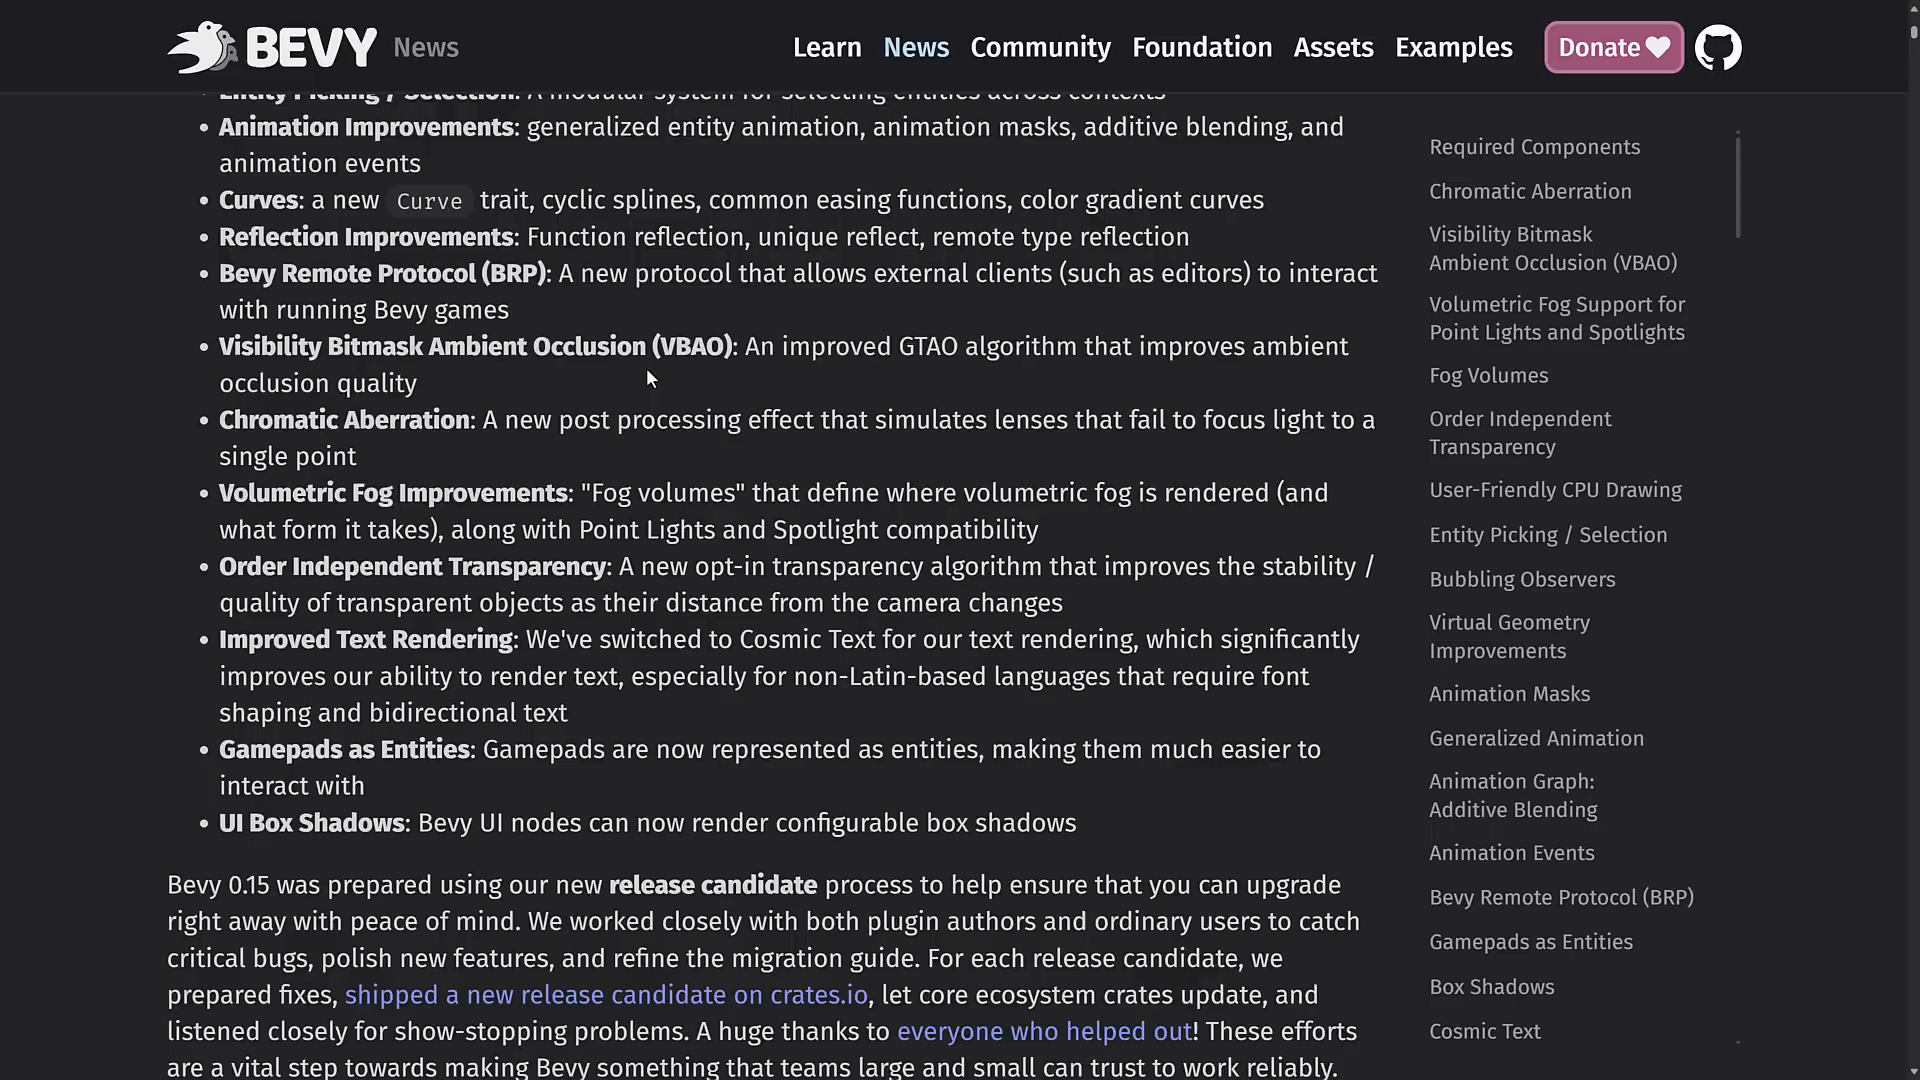 BEVY News
Learn News Community Foundation Assets Examples Donate
Entity Picking / Selection: A modular system for selecting entities across contexts
Animation Improvements: generalized entity animation, animation masks, additive blending, and
animation events
Curves: a new Curve trait, cyclic splines, common easing functions, color gradient curves
Reflection Improvements: Function reflection, unique reflect, remote type reflection
Bevy Remote Protocol (BRP): A new protocol that allows external clients (such as editors) to interact
with running Bevy games
Visibility Bitmask Ambient Occlusion (VBAO): An improved GTAO algorithm that improves ambient
occlusion quality
Chromatic Aberration: A new post processing effect that simulates lenses that fail to focus light to a
single point
Volumetric Fog Improvements: "Fog volumes" that define where volumetric fog is rendered (and
what form it takes), along with Point Lights and Spotlight compatibility
Order Independent Transparency: A new opt-in transparency algorithm that improves the stability /
quality of transparent objects as their distance from the camera changes
Improved Text Rendering: We've switched to Cosmic Text for our text rendering, which significantly
improves our ability to render text, especially for non-Latin-based languages that require font
shaping and bidirectional text
Gamepads as Entities: Gamepads are now represented as entities, making them much easier to
interact with
UI Box Shadows: Bevy UI nodes can now render configurable box shadows
Bevy 0.15 was prepared using our new release candidate process to help ensure that you can upgrade
right away with peace of mind. We worked closely with both plugin authors and ordinary users to catch
critical bugs, polish new features, and refine the migration guide. For each release candidate, we
prepared fixes, shipped a new release candidate on crates.io, let core ecosystem crates update, and
listened closely for show-stopping problems. A huge thanks to everyone who helped out! These efforts
are a vital step towards making Bevy something that teams large and small can trust to work reliably.
Required Components
Chromatic Aberration
Visibility Bitmask
Ambient Occlusion (VBAO)
Volumetric Fog Support for
Point Lights and Spotlights
Fog Volumes
Order Independent
Transparency
User-Friendly CPU Drawing
Entity Picking / Selection
Bubbling Observers
Virtual Geometry
Improvements
Animation Masks
Generalized Animation
Animation Graph:
Additive Blending
Animation Events
Bevy Remote Protocol (BRP)
Gamepads as Entities
Box Shadows
Cosmic Text